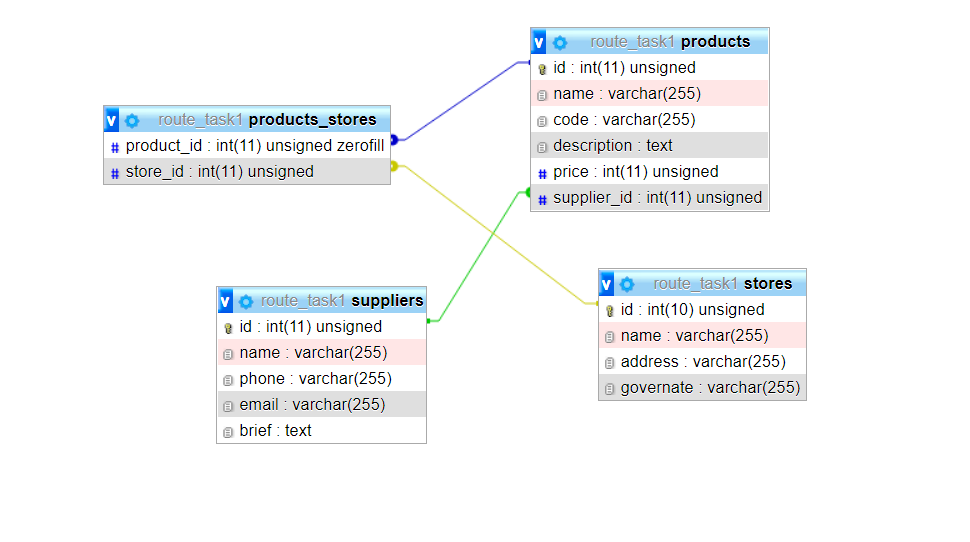 v route_task1 products
id : int(11) unsigned
name : varchar(255)
code : varchar(255)
description : text
# price : int(11) unsigned
# supplier_id : int(11) unsigned
v route_task1 products_stores
# product_id : int(11) unsigned zerofill
# store_id : int(11) unsigned
v route_task1 stores
id : int(10) unsigned
name : varchar(255)
address : varchar(255)
governate : varchar(255)
v route_task1 suppliers
id : int(11) unsigned
name : varchar(255)
phone : varchar(255)
email : varchar(255)
brief : text